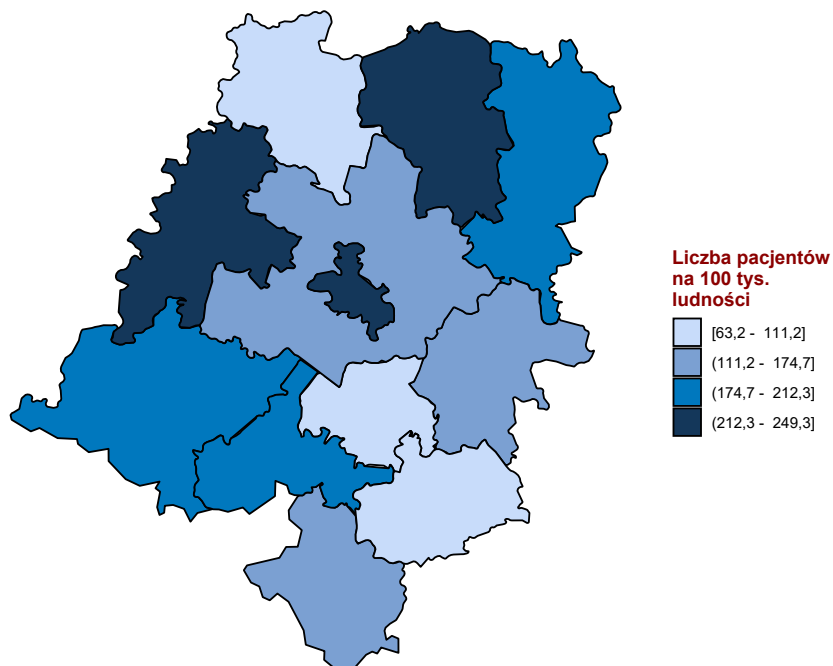 Liczba pacjentów
na 100 tys.
ludności
[63,2 - 111,2]
(111,2 - 174,7]
(174,7 - 212,3]
(212,3 - 249,3]